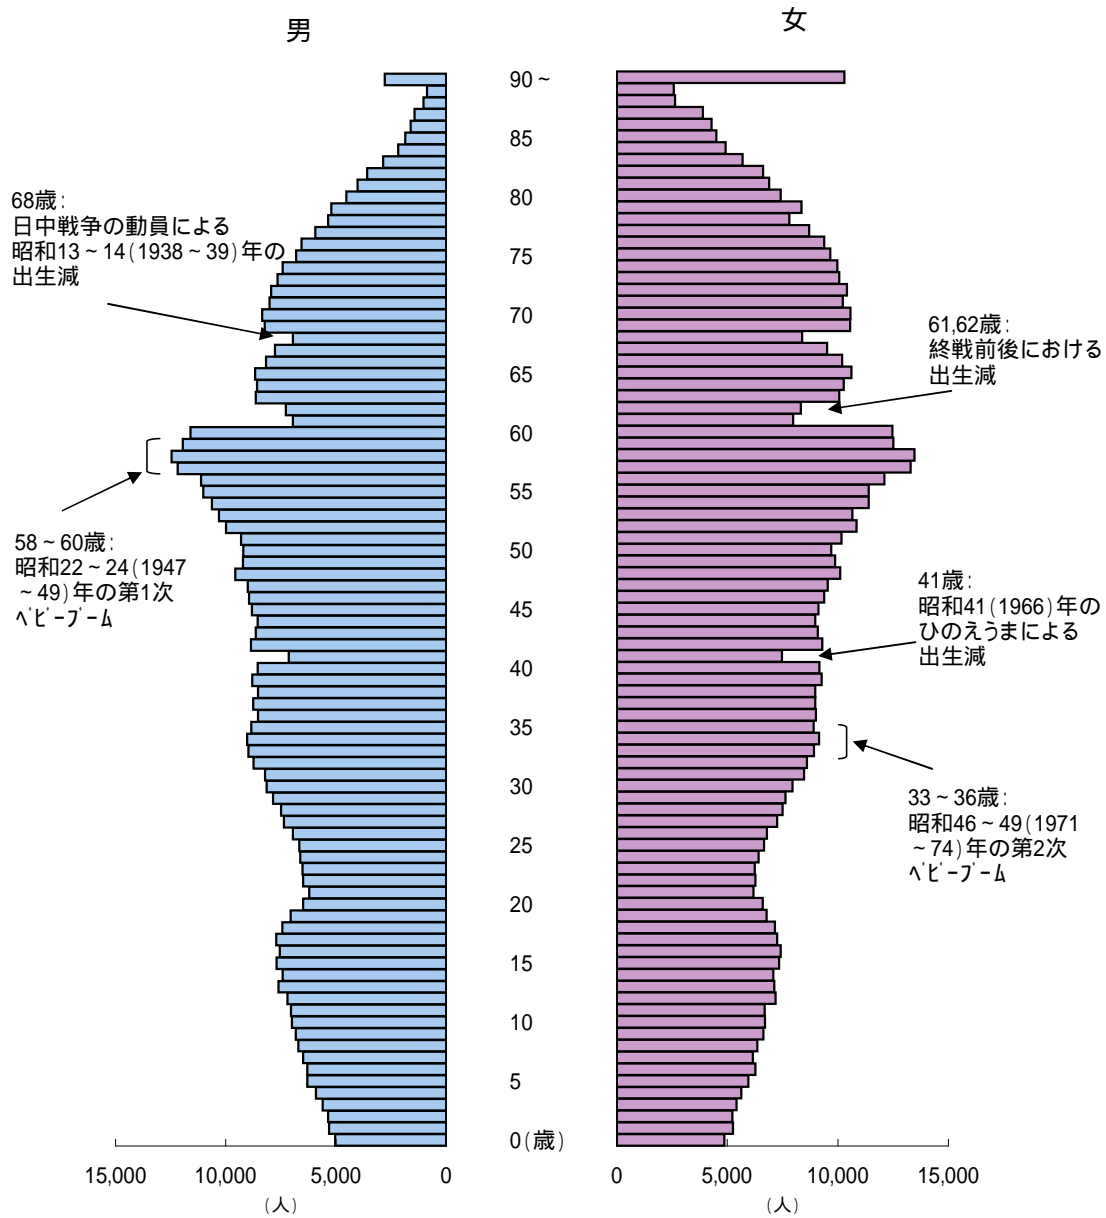 男
女
90～
85
80
75
70
65
60
55
50
45
40
35
30
25
20
15
10
5
0(歳)
68歳:
日中戦争の動員による
昭和13～14(1938～39)年の
出生減
58～60歳:
昭和22～24(1947
～49)年の第1次
ﾍﾞﾋﾞｰﾌﾞｰﾑ
61,62歳:
終戦前後における
出生減
41歳:
昭和41(1966)年の
ひのえうまによる
出生減
33～36歳:
昭和46～49(1971
～74)年の第2次
ﾍﾞﾋﾞｰﾌﾞｰﾑ
15,000 10,000 5,000 0
(人)
0 5,000 10,000 15,000
(人)